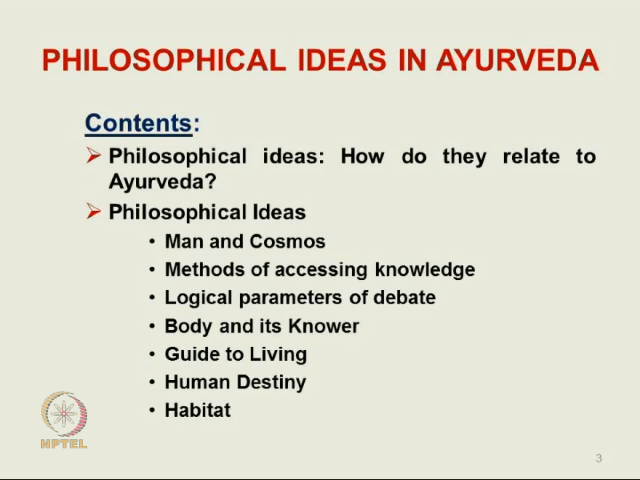 PHILOSOPHICAL IDEAS IN AYURVEDA
Contents:
➢ Philosophical ideas: How do they relate to
Ayurveda?
➢ Philosophical Ideas
• Man and Cosmos
• Methods of accessing knowledge
• Logical parameters of debate
• Body and its Knower
• Guide to Living
• Human Destiny
• Habitat
NPTEL
3